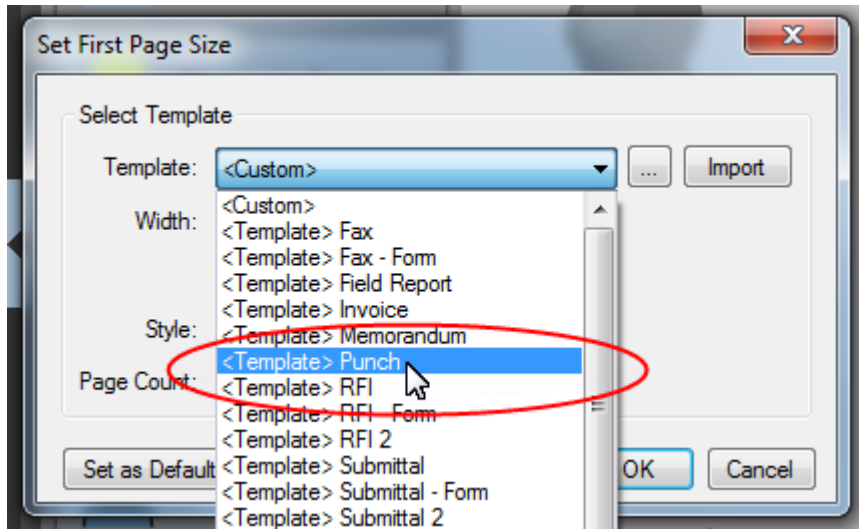 Set First Page Size
Select Template
Template:
<Custom>
...
Import
Width:
<Custom>
<Template> Fax
<Template> Fax - Form
<Template> Field Report
<Template> Invoice
Style:
<Template> Memorandum
<Template> Punch
Page Count:
<Template> RFI
<Template> RFI - Form
<Template> RFI 2
<Template> Submittal
Set as Default
OK
Cancel
<Template> Submittal - Form
<Template> Submittal 2